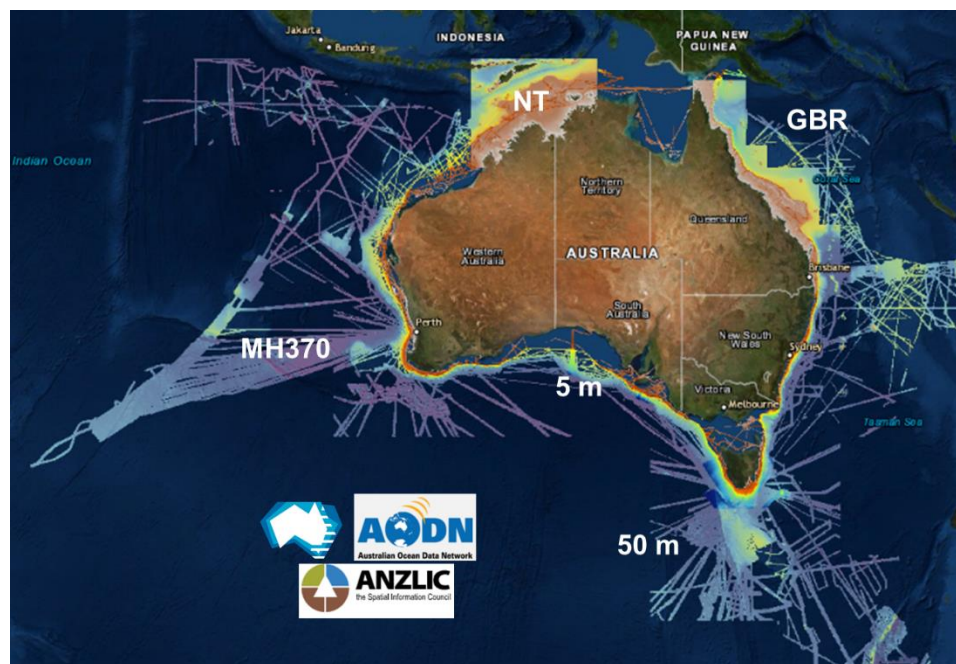 Jakarta
Bandung
INDONESIA
PAPUA NEW
GUINEA
NT
GBR
Indian Ocean
Coral Sea
Northern
Territory
Queensland
Western
Australia
AUSTRALIA
Brisbane
South
Australia
Perth
New South
Wales
MH370
Sydney
5 m
Victoria
Melbourne
Tasman Sea
50 m
AODN
Australian Ocean Data Network
ANZLIC
the Spatial Information Council